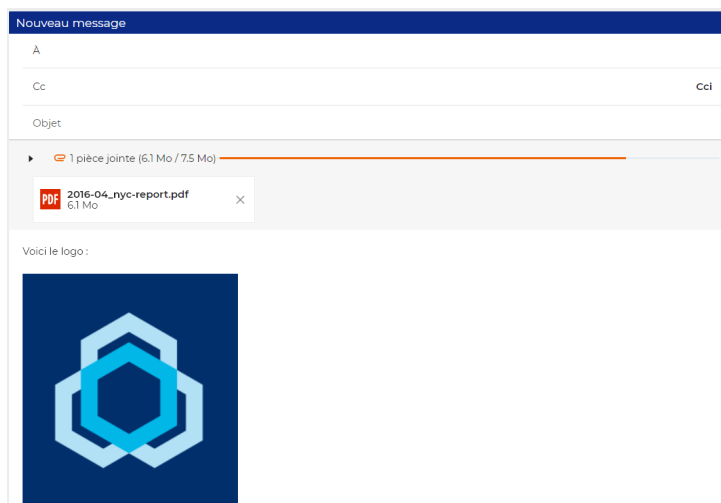 Nouveau message
À
Cc Cci
Objet
1 pièce jointe (6.1 Mo / 7.5 Mo)
PDF 2016-04_nyc-report.pdf
6.1 Mo
Voici le logo :